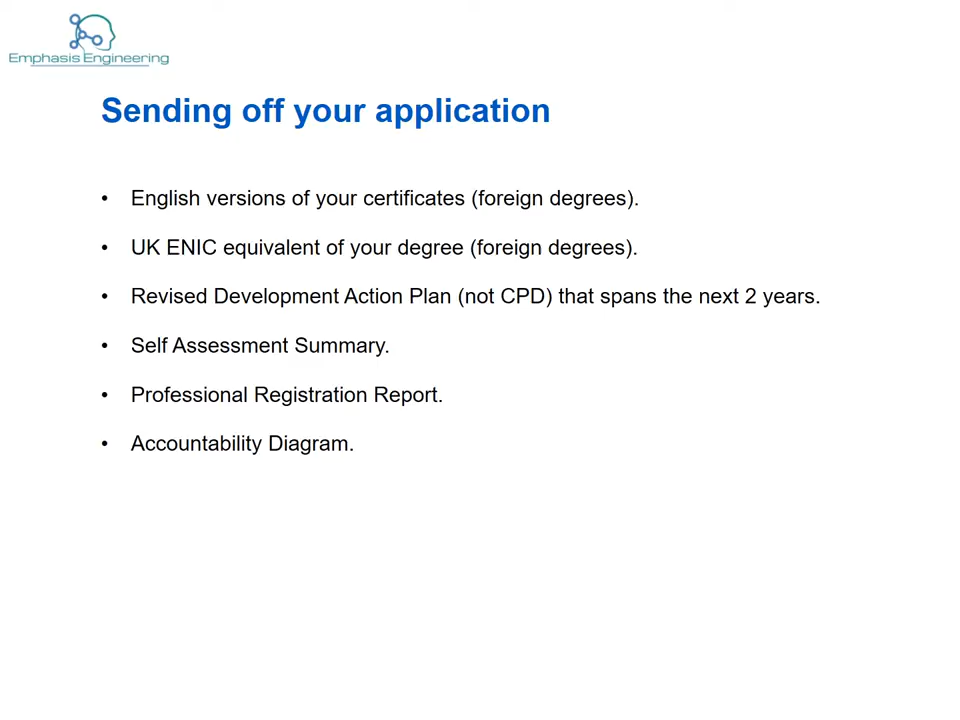 Emphasis Engineering
Sending off your application
• English versions of your certificates (foreign degrees).
• UK ENIC equivalent of your degree (foreign degrees).
• Revised Development Action Plan (not CPD) that spans the next 2 years.
• Self Assessment Summary.
• Professional Registration Report.
• Accountability Diagram.